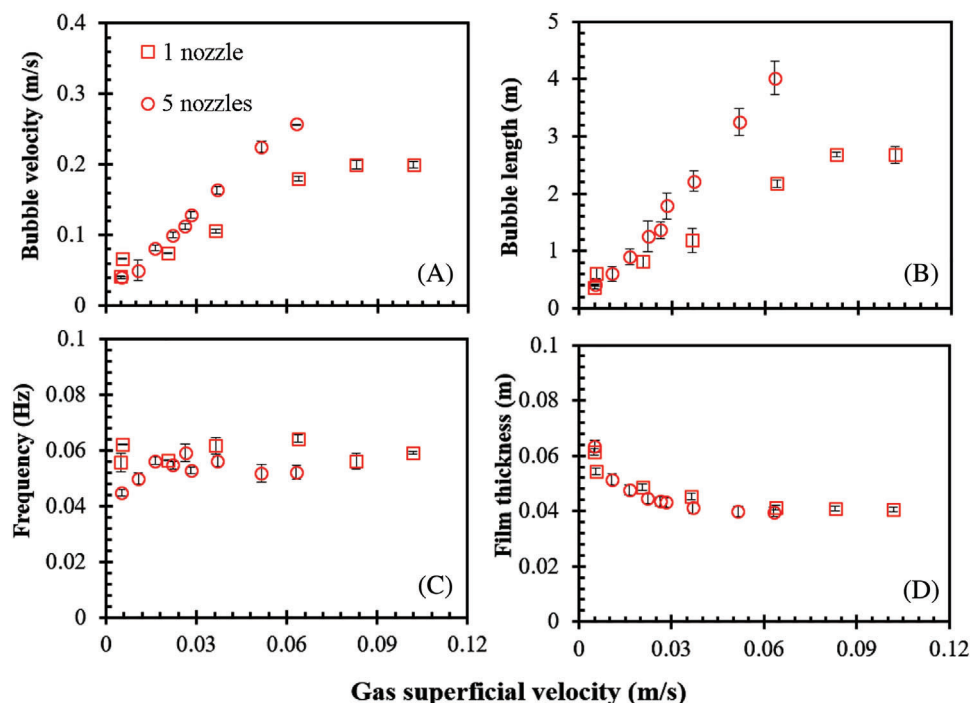 0.4
0.3
0.2
0.1
0
Bubble velocity (m/s)
1 nozzle
5 nozzles
(A)
5
4
3
2
1
0
Bubble length (m)
(B)
0.1
0.08
0.06
0.04
0.02
0
Frequency (Hz)
(C)
0 0.03 0.06 0.09 0.12
0.1
0.08
0.06
0.04
0.02
0
Film thickness (m)
(D)
0 0.03 0.06 0.09 0.12
Gas superficial velocity (m/s)